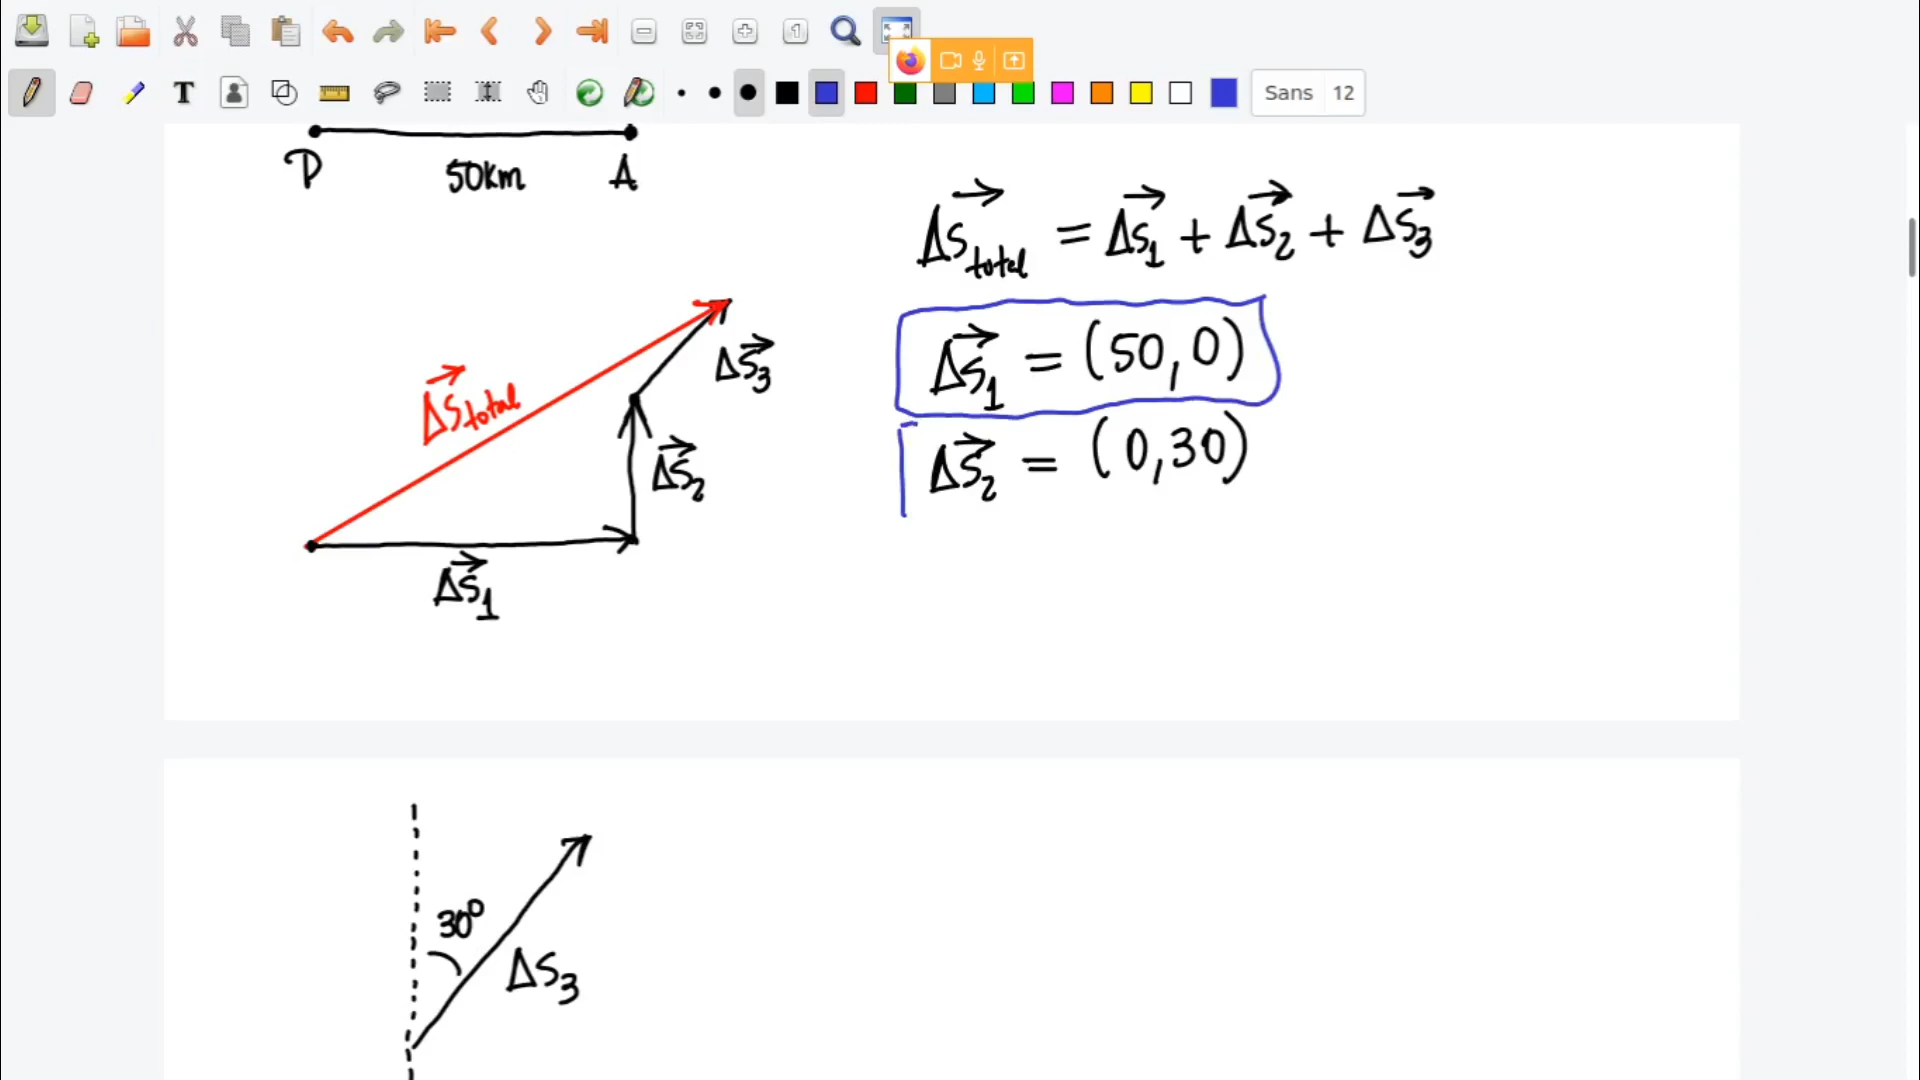 T
1
Sans 12
P 50km A
Δs⃗total = Δs⃗1 + Δs⃗2 + Δs⃗3
Δs⃗1 = (50,0)
Δs⃗2 = (0,30)
Δs⃗total
Δs⃗3
Δs⃗2
Δs⃗1
30°
ΔS3